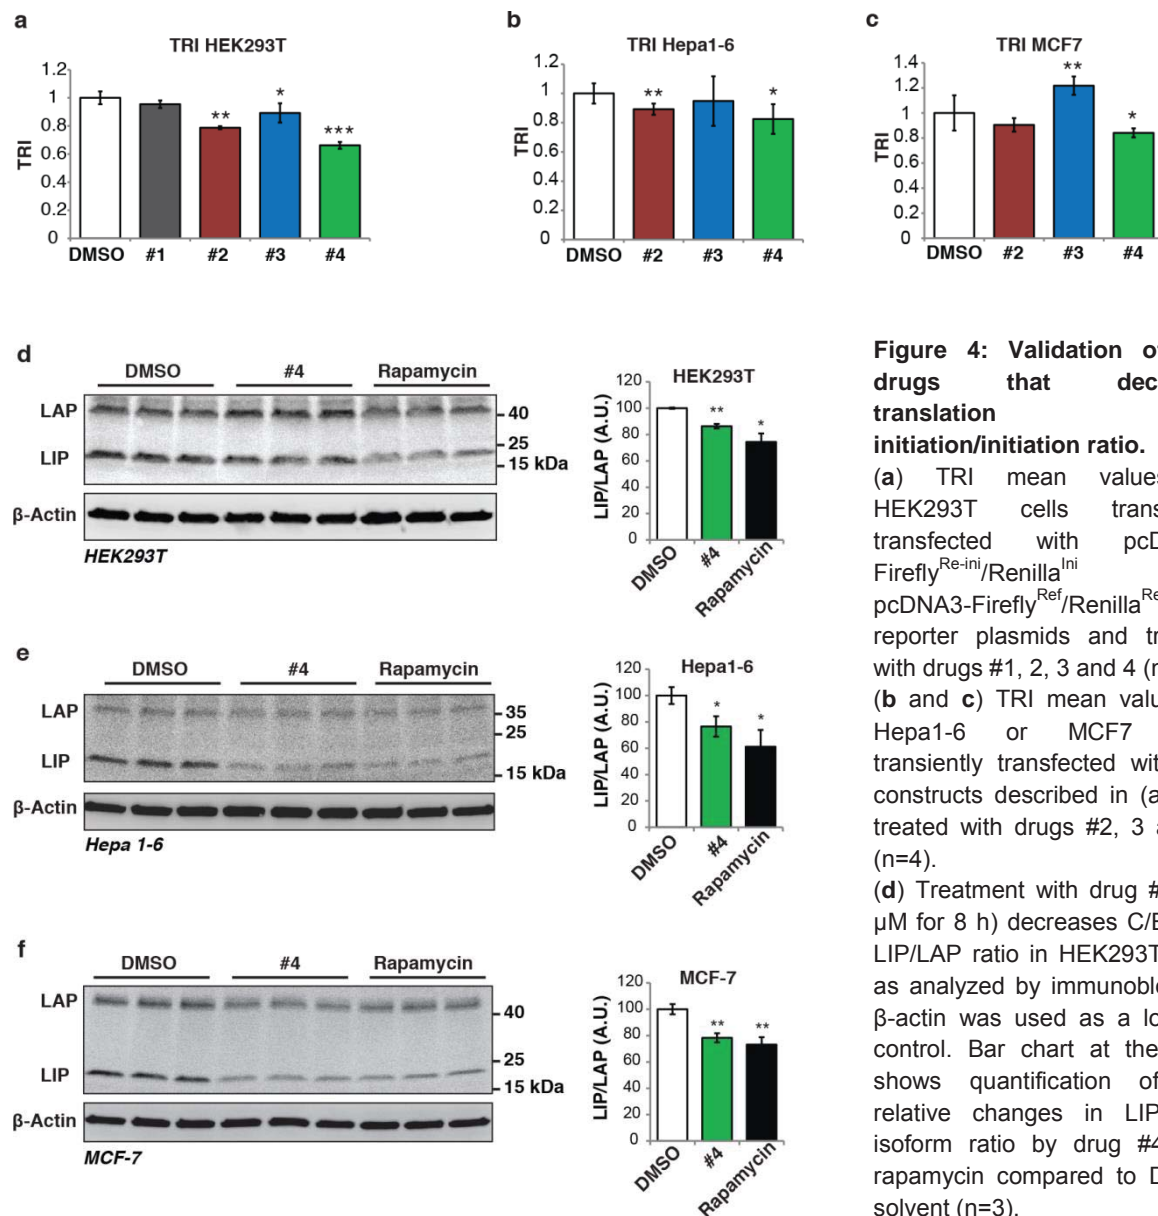 a
TRI HEK293T
1.2
1
0.8
0.6
0.4
0.2
0
TRI
**
*
***
DMSO #1 #2 #3 #4
b
TRI Hepa1-6
1.2
1
0.8
0.6
0.4
0.2
0
TRI
**
*
DMSO #2 #3 #4
c
TRI MCF7
1.4
1.2
1
0.8
0.6
0.4
0.2
0
TRI
**
*
DMSO #2 #3 #4
d
DMSO #4 Rapamycin
LAP
LIP
40
25
15 kDa
β-Actin
HEK293T
HEK293T
120
100
80
60
40
20
0
LIP/LAP (A.U.)
**
*
DMSO
#4
Rapamycin
e
DMSO #4 Rapamycin
LAP
LIP
35
25
15 kDa
β-Actin
Hepa 1-6
Hepa1-6
120
100
80
60
40
20
0
LIP/LAP (A.U.)
*
*
DMSO
#4
Rapamycin
f
DMSO #4 Rapamycin
LAP
LIP
40
25
15 kDa
β-Actin
MCF-7
MCF-7
120
100
80
60
40
20
0
LIP/LAP (A.U.)
**
**
DMSO
#4
Rapamycin
Figure 4: Validation of
drugs that
translation
initiation/initiation ratio.
(a) TRI mean values
HEK293T cells
transfected with
Firefly^Re-ini/Renilla^Ini
pcDNA3-Firefly^Ref/Renilla^Re
reporter plasmids and
with drugs #1, 2, 3 and 4
(b and c) TRI mean
Hepa1-6 or MCF7
transiently transfected
constructs described in
treated with drugs #2, 3
(n=4).
(d) Treatment with drug
μM for 8 h) decreases
LIP/LAP ratio in HEK293T
as analyzed by
β-actin was used as a
control. Bar chart at the
shows quantification of
relative changes in
isoform ratio by drug #4
rapamycin compared to
solvent (n=3).